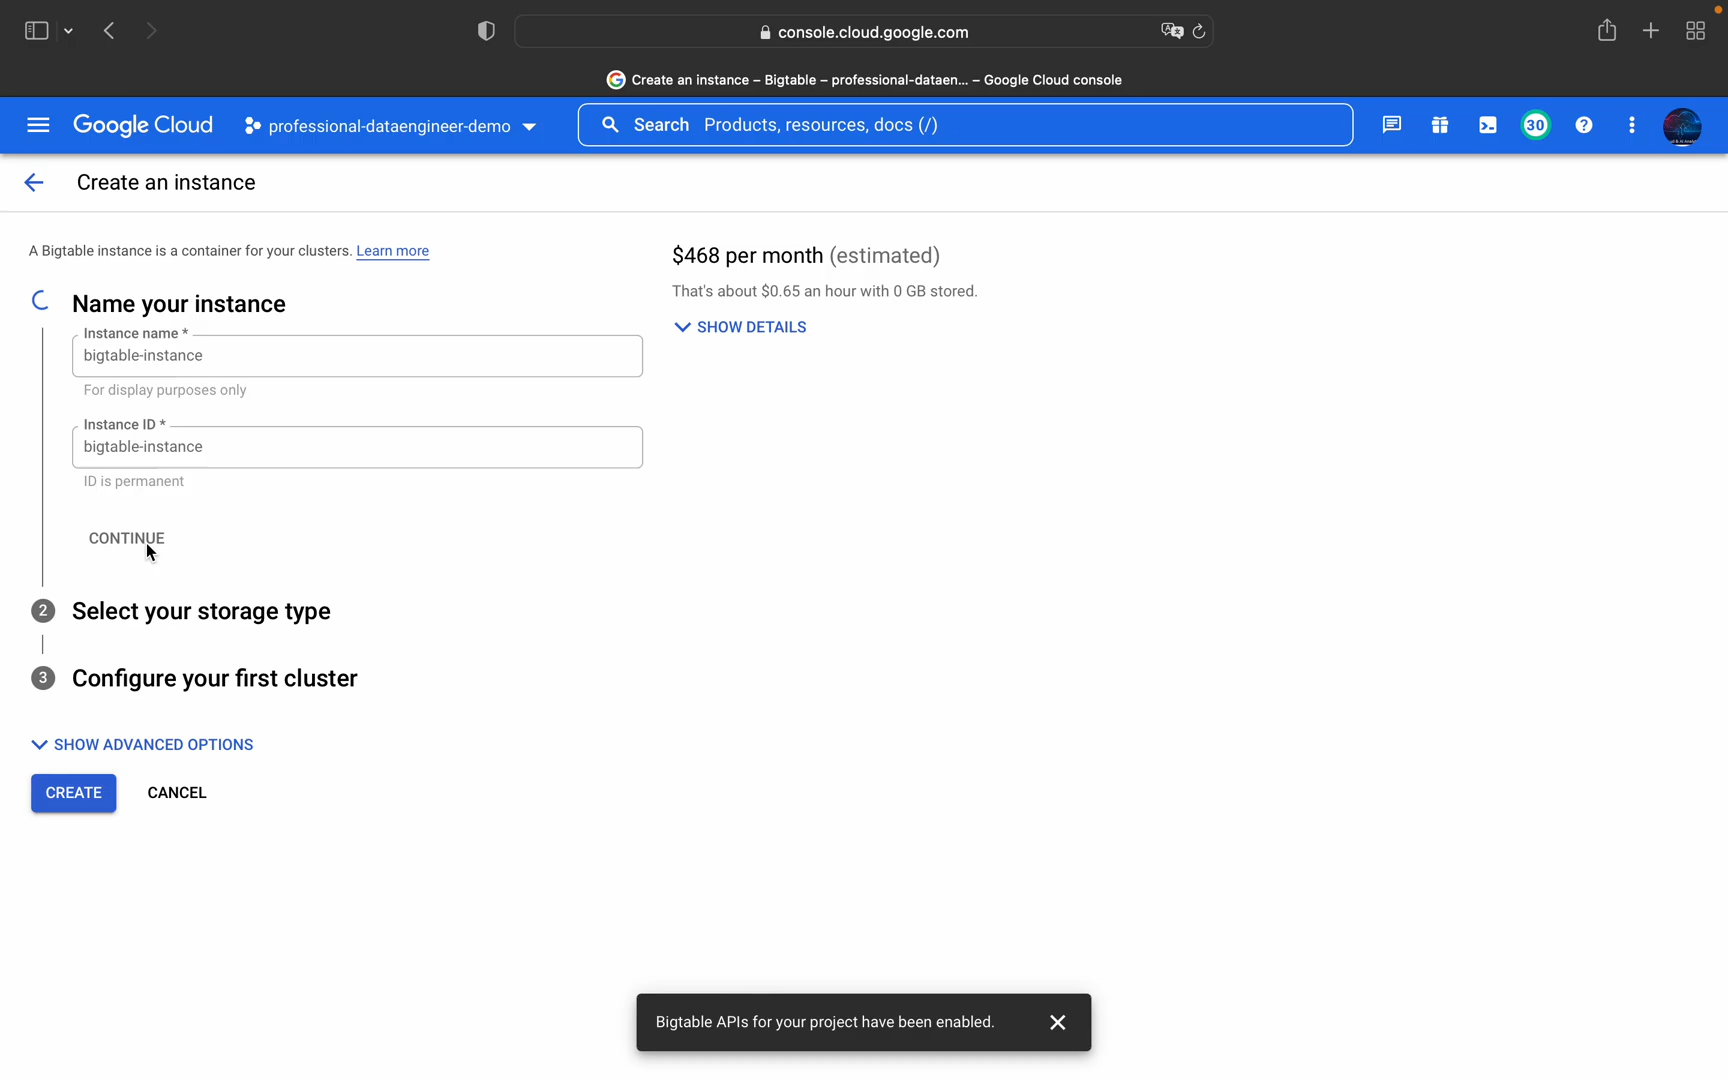 console.cloud.google.com
Create an instance – Bigtable – professional-dataen... – Google Cloud console
Google Cloud
professional-dataengineer-demo
Search Products, resources, docs (/)
30
Create an instance
A Bigtable instance is a container for your clusters. Learn more
$468 per month (estimated)
That's about $0.65 an hour with 0 GB stored.
SHOW DETAILS
Name your instance
Instance name *
bigtable-instance
For display purposes only
Instance ID *
bigtable-instance
ID is permanent
CONTINUE
2 Select your storage type
3 Configure your first cluster
SHOW ADVANCED OPTIONS
CREATE CANCEL
Bigtable APIs for your project have been enabled.